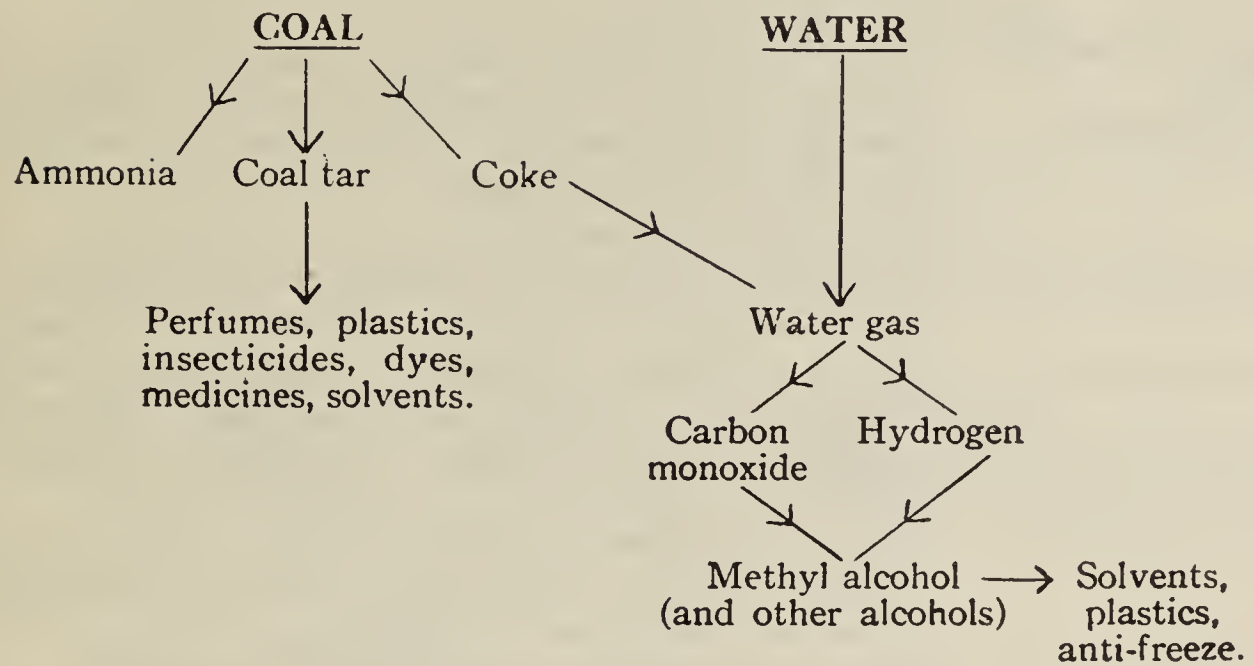 COAL
WATER
Ammonia
Coal tar
Coke
Perfumes, plastics,
insecticides, dyes,
medicines, solvents.
Water gas
Carbon
monoxide
Hydrogen
Methyl alcohol
(and other alcohols)
Solvents,
plastics,
anti-freeze.